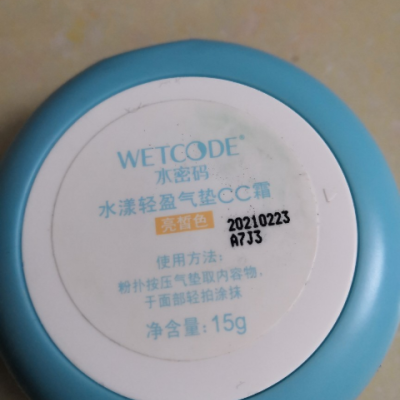 WETCODE®
水密码
水漾轻盈气垫CC霜
亮皙色 20210223
A7J3
使用方法：
粉扑按压气垫取内容物，
于面部轻拍涂抹
净含量：15g